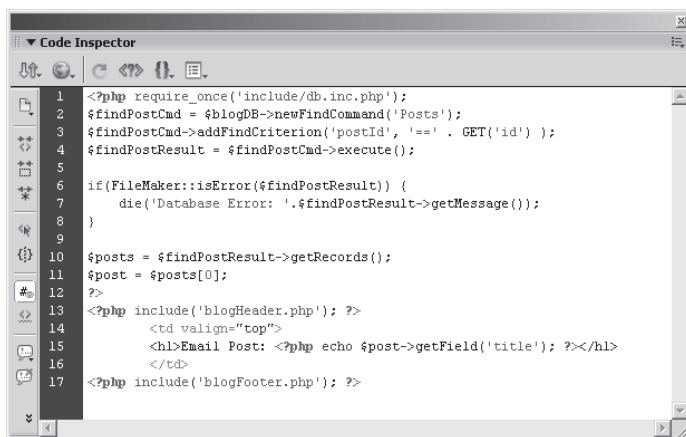 Code Inspector
1 <?php require_once('include/db.inc.php');
2 $findPostCmd = $blogDB->newFindCommand('Posts');
3 $findPostCmd->addFindCriterion('postId', '==' . GET('id') );
4 $findPostResult = $findPostCmd->execute();
5
6 if(FileMaker::isError($findPostResult)) {
7 die('Database Error: '.$findPostResult->getMessage());
8 }
9
10 $posts = $findPostResult->getRecords();
11 $post = $posts[0];
12 ?>
13 <?php include('blogHeader.php'); ?>
14 <td valign="top">
15 <h1>Email Post: <?php echo $post->getField('title'); ?></h1>
16 </td>
17 <?php include('blogFooter.php'); ?>